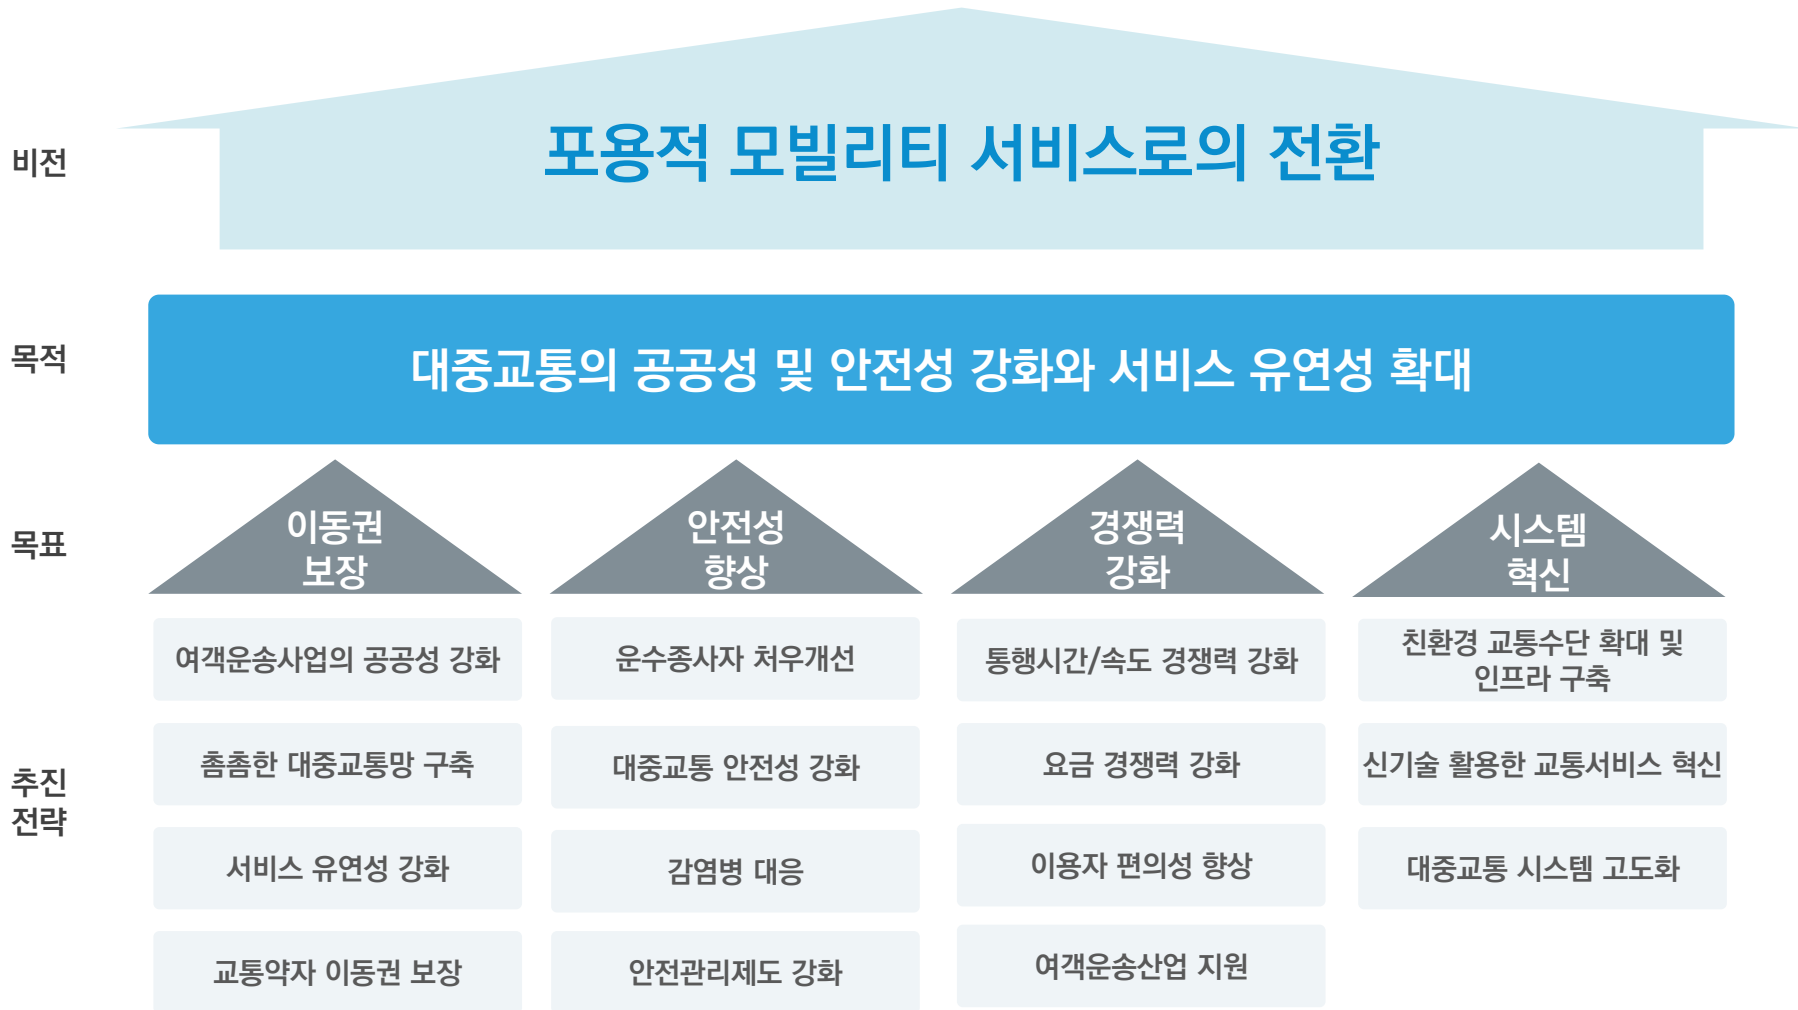 비전
포용적 모빌리티 서비스로의 전환
목적
대중교통의 공공성 및 안전성 강화와 서비스 유연성 확대
목표
이동권
보장
안전성
향상
경쟁력
강화
시스템
혁신
추진
전략
여객운송사업의 공공성 강화
촘촘한 대중교통망 구축
서비스 유연성 강화
교통약자 이동권 보장
운수종사자 처우개선
대중교통 안전성 강화
감염병 대응
안전관리제도 강화
통행시간/속도 경쟁력 강화
요금 경쟁력 강화
이용자 편의성 향상
여객운송산업 지원
친환경 교통수단 확대 및
인프라 구축
신기술 활용한 교통서비스 혁신
대중교통 시스템 고도화